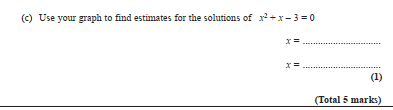 (c) Use your graph to find estimates for the solutions of x² + x – 3 = 0
x = ................................
x = ................................
(1)
(Total 5 marks)